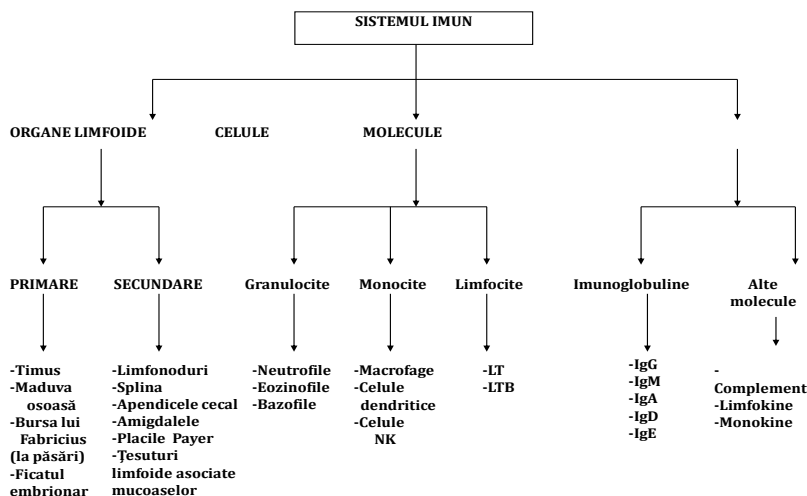 SISTEMUL IMUN
ORGANE LIMFOIDE CELULE MOLECULE
PRIMARE SECUNDARE Granulocite Monocite Limfocite Imunoglobuline Alte
molecule
-Timus
-Maduva
osoasă
-Bursa lui
Fabricius
(la păsări)
-Ficatul
embrionar
-Limfonoduri
-Splina
-Apendicele cecal
-Amigdalele
-Placile Payer
-Țesuturi
limfoide asociate
mucoaselor
-Neutrofile
-Eozinofile
-Bazofile
-Macrofage
-Celule
dendritice
-Celule
NK
-LT
-LTB
-IgG
-IgM
-IgA
-IgD
-IgE
-
Complement
-Limfokine
-Monokine